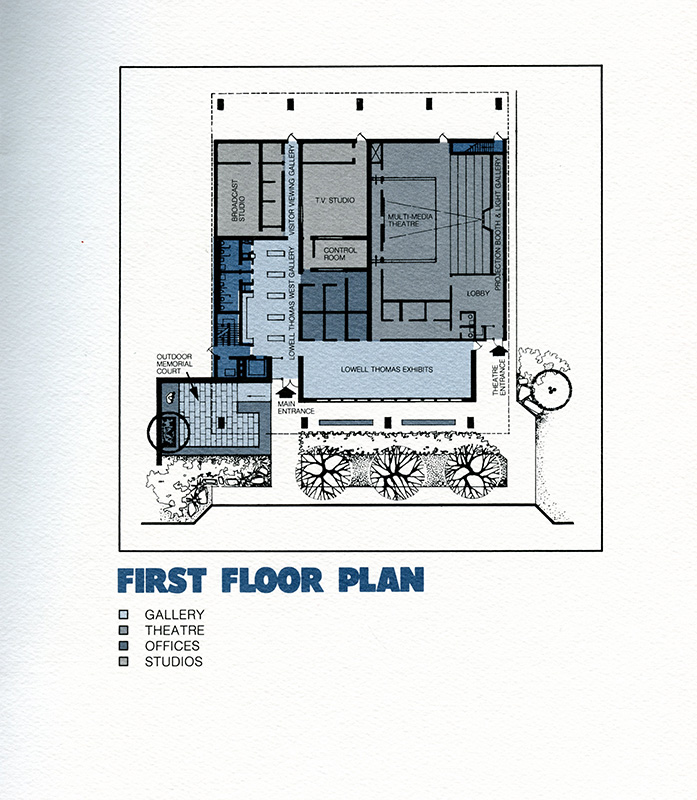 BROADCAST
STUDIO
VISITOR VIEWING GALLERY
T.V. STUDIO
CONTROL
ROOM
MULTI-MEDIA
THEATRE
PROJECTION BOOTH & LIGHT GALLERY
LOBBY
LOWELL THOMAS WEST GALLERY
LOWELL THOMAS EXHIBITS
OUTDOOR
MEMORIAL
COURT
MAIN
ENTRANCE
THEATRE
ENTRANCE
FIRST FLOOR PLAN
GALLERY
THEATRE
OFFICES
STUDIOS